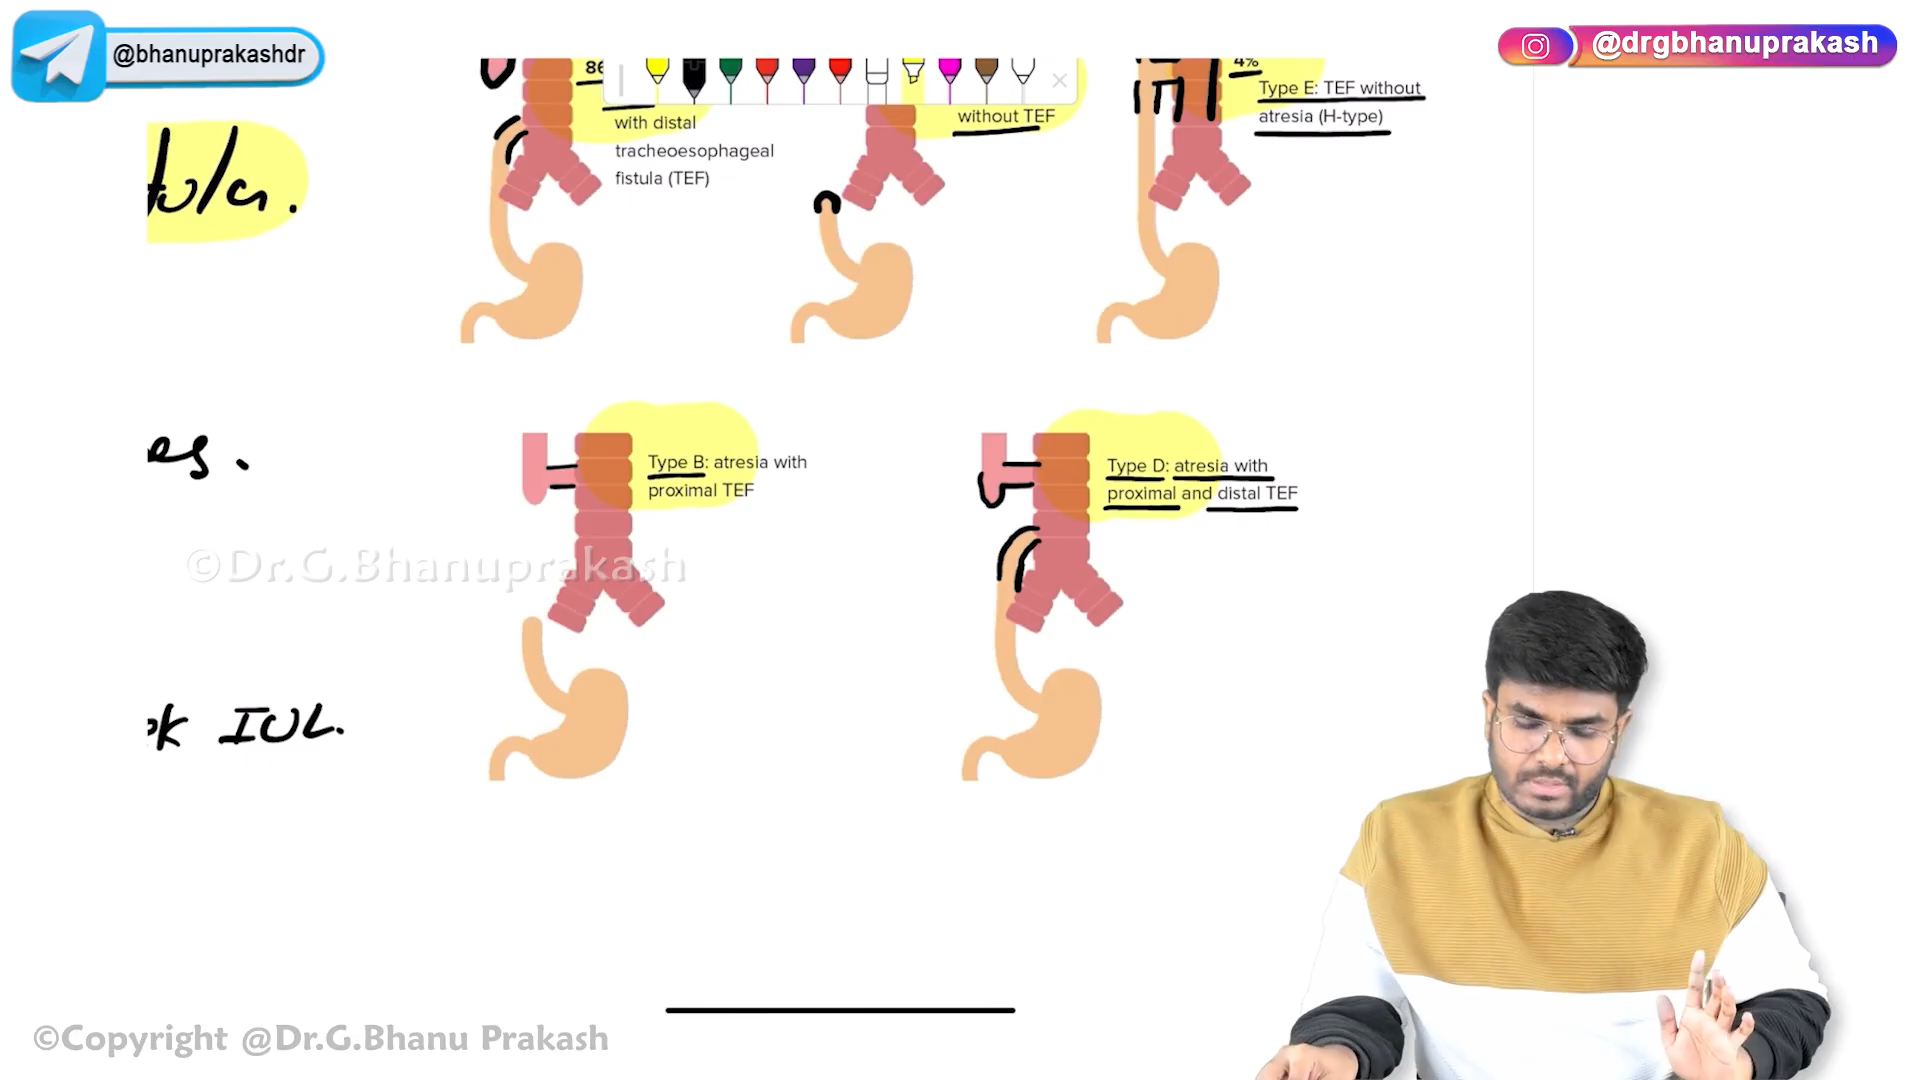 @bhanuprakashdr
@drgbhanuprakash
with distal
tracheoesophageal
fistula (TEF)
without TEF
4%
Type E: TEF without
atresia (H-type)
Type B: atresia with
proximal TEF
Type D: atresia with
proximal and distal TEF
©Dr.G.Bhanuprakash
IUL.
©Copyright @Dr.G.Bhanu Prakash